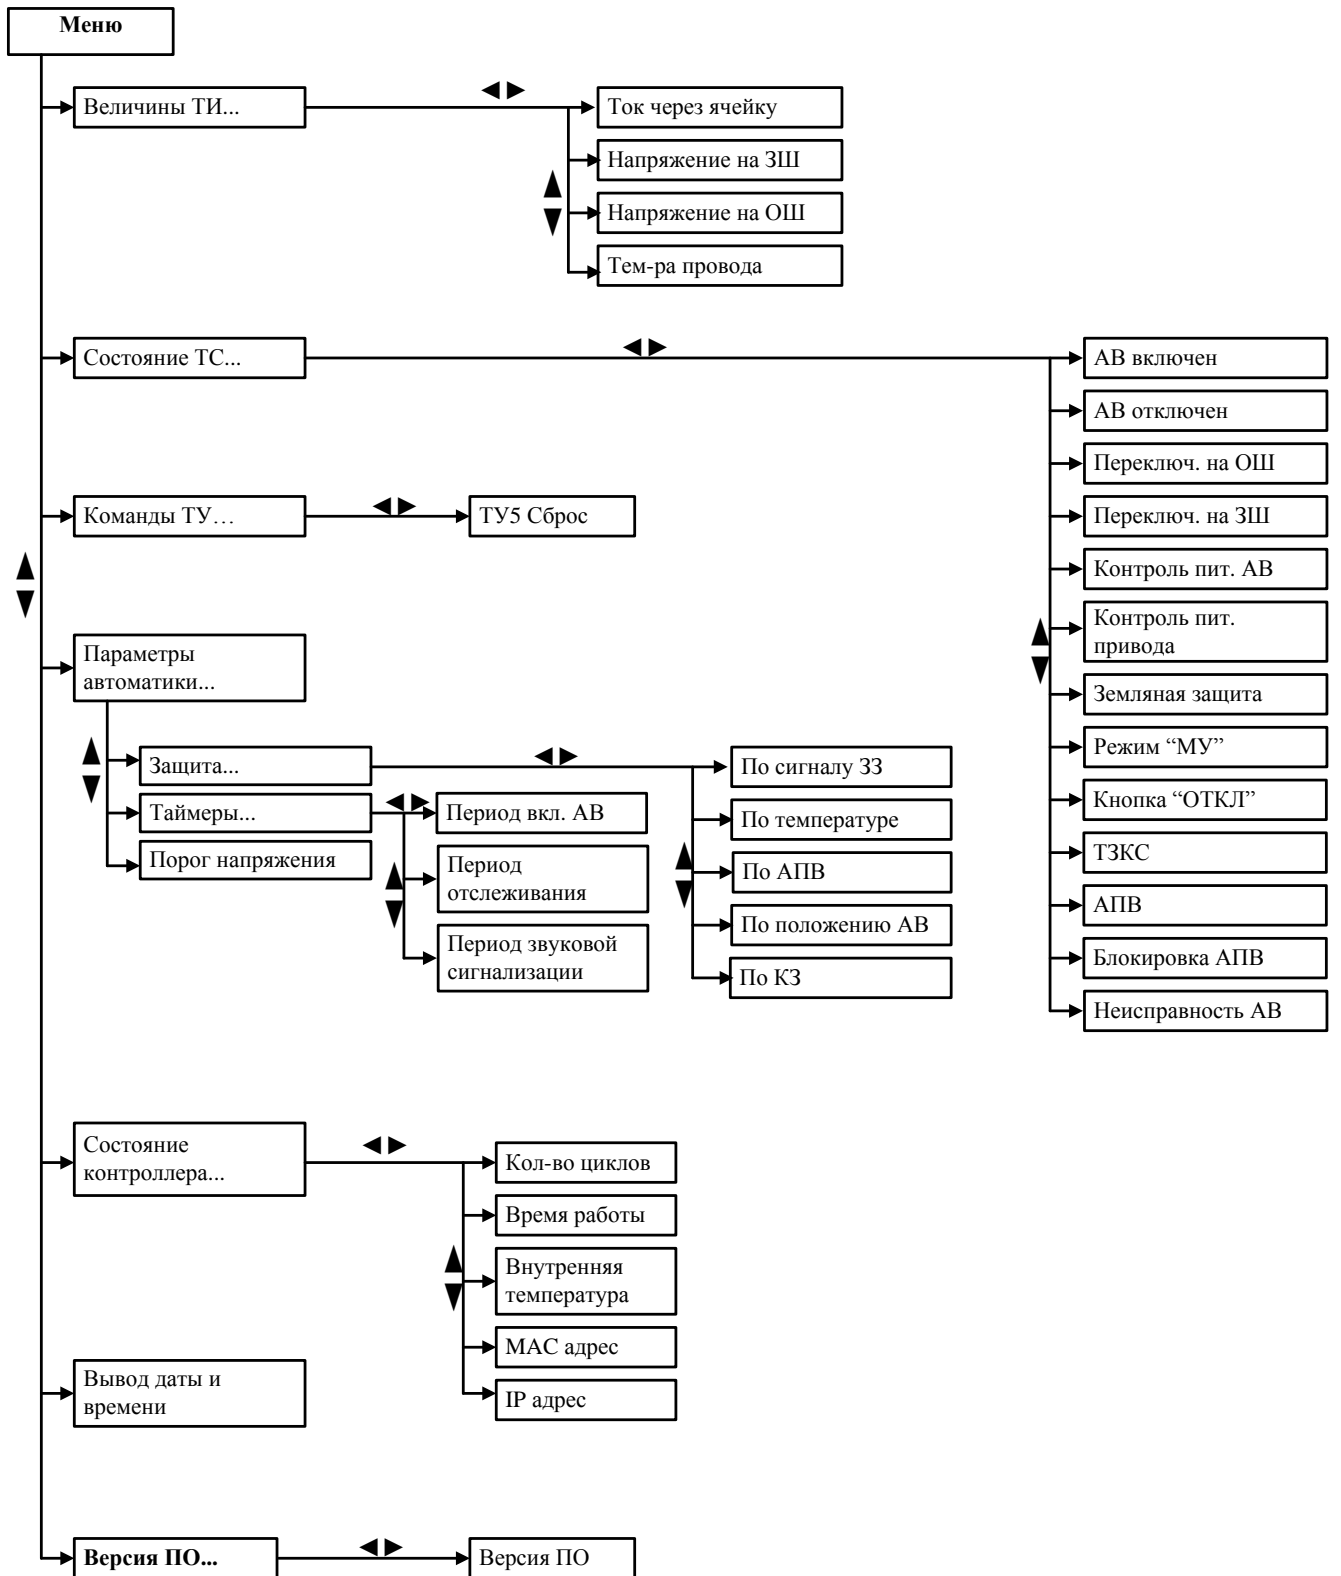 Меню
Величины ТИ...
Ток через ячейку
Напряжение на ЗШ
Напряжение на ОШ
Тем-ра провода
Состояние ТС...
АВ включен
АВ отключен
Переключ. на ОШ
Переключ. на ЗШ
Контроль пит. АВ
Контроль пит.
привода
Земляная защита
Режим “МУ”
Кнопка “ОТКЛ”
ТЗКС
АПВ
Блокировка АПВ
Неисправность АВ
Команды ТУ…
ТУ5 Сброс
Параметры
автоматики...
Защита...
По сигналу ЗЗ
По температуре
По АПВ
По положению АВ
По КЗ
Таймеры...
Период вкл. АВ
Период
отслеживания
Период звуковой
сигнализации
Порог напряжения
Состояние
контроллера...
Кол-во циклов
Время работы
Внутренняя
температура
MAC адрес
IP адрес
Вывод даты и
времени
Версия ПО...
Версия ПО